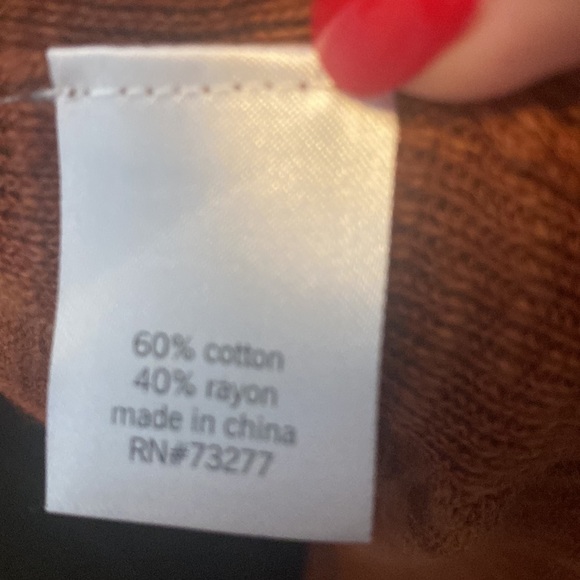 60% cotton
40% rayon
made in china
RN#73277